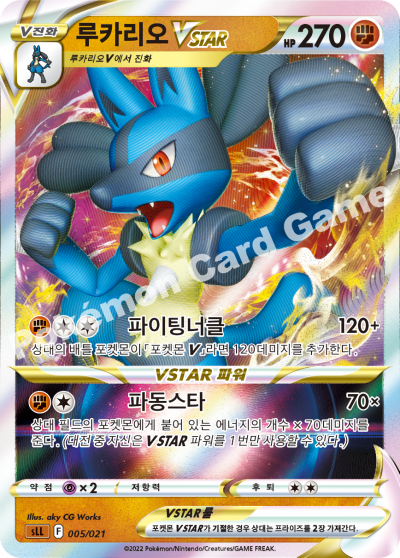 V진화
루카리오 VSTAR
HP 270
루카리오V에서 진화
Pokémon Card Game
파이팅너클 120+
상대의 배틀 포켓몬이 「포켓몬 V」라면 120데미지를 추가한다.
VSTAR 파워
파동스타 70×
상대 필드의 포켓몬에게 붙어 있는 에너지의 개수 × 70데미지를
준다. (대전 중 자신은 VSTAR 파워를 1번만 사용할 수 있다.)
약점 ×2 저항력 후퇴
Illus. aky CG Works
VSTAR룰
sLL F 005/021
포켓몬 VSTAR가 기절한 경우 상대는 프라이즈를 2장 가져간다.
©2022 Pokémon/Nintendo/Creatures/GAME FREAK.